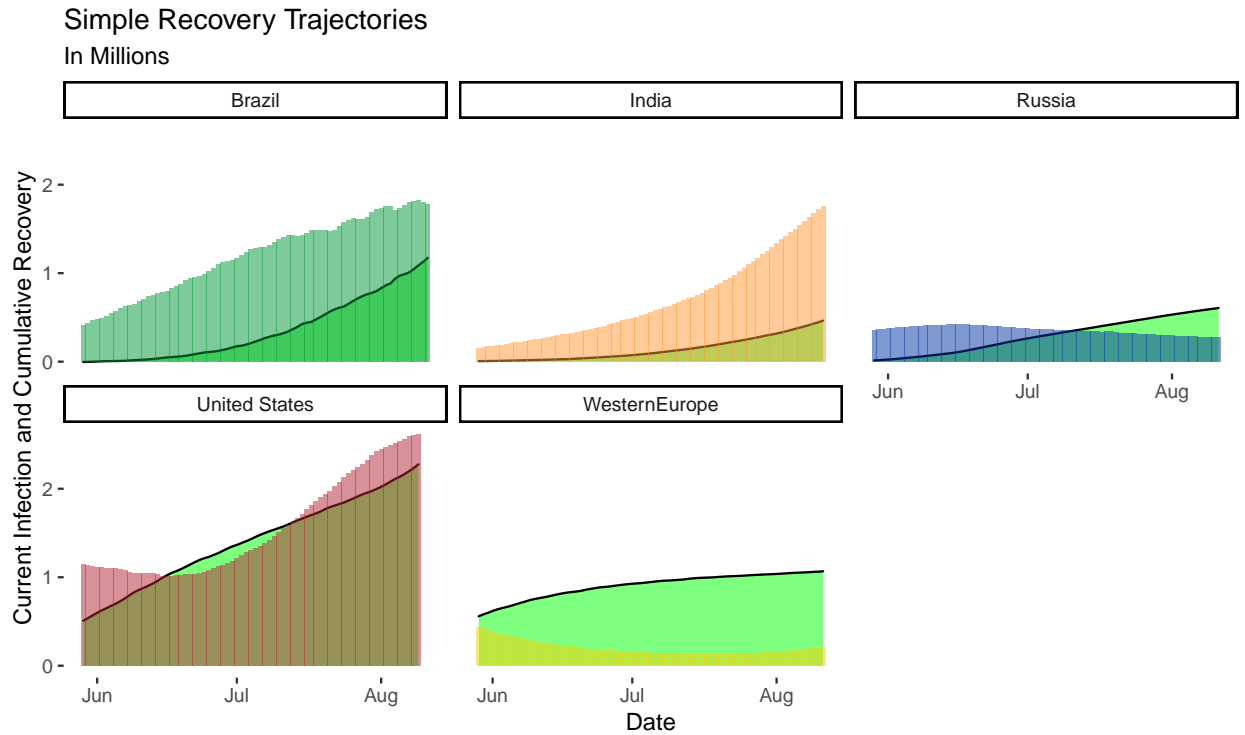 Simple Recovery Trajectories
In Millions
Brazil
India
Russia
Current Infection and Cumulative Recovery
2
1
0
Jun Jul Aug
United States
WesternEurope
2
1
0
Jun Jul Aug
Jun Jul Aug
Date